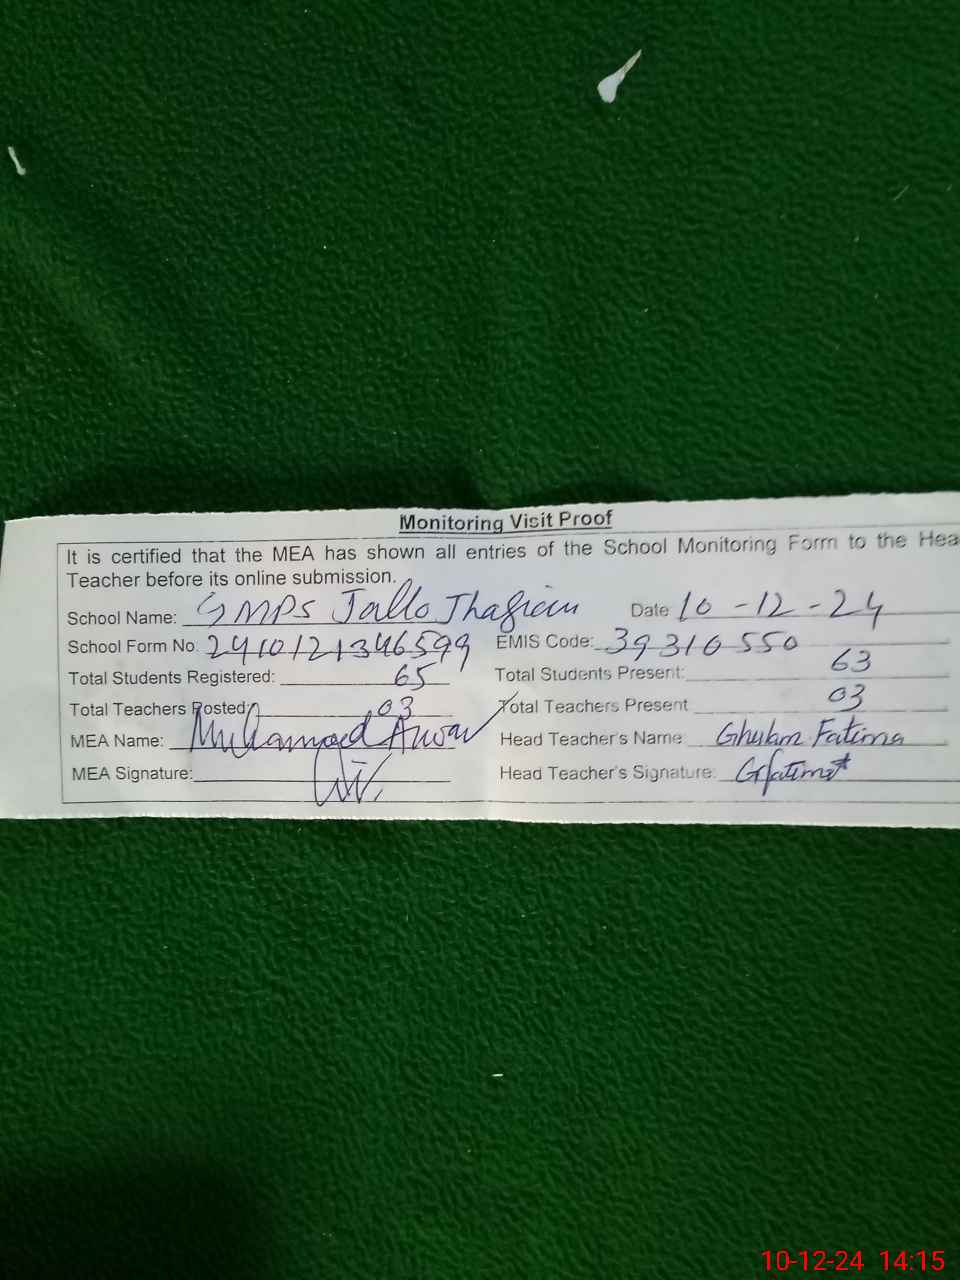 Monitoring Visit Proof
It is certified that the MEA has shown all entries of the School Monitoring Form to the Hea
Teacher before its online submission.
School Name: GMPS Jallo Date 10-12-24
School Form No. 2410121346599 EMIS Code: 39310550
Total Students Registered: 65 Total Students Present: 63
Total Teachers Posted: 03 Total Teachers Present 03
MEA Name: Muhammad Anwar Head Teacher's Name Ghulam Fatima
MEA Signature: Head Teacher's Signature: GFatima
10-12-24 14:15